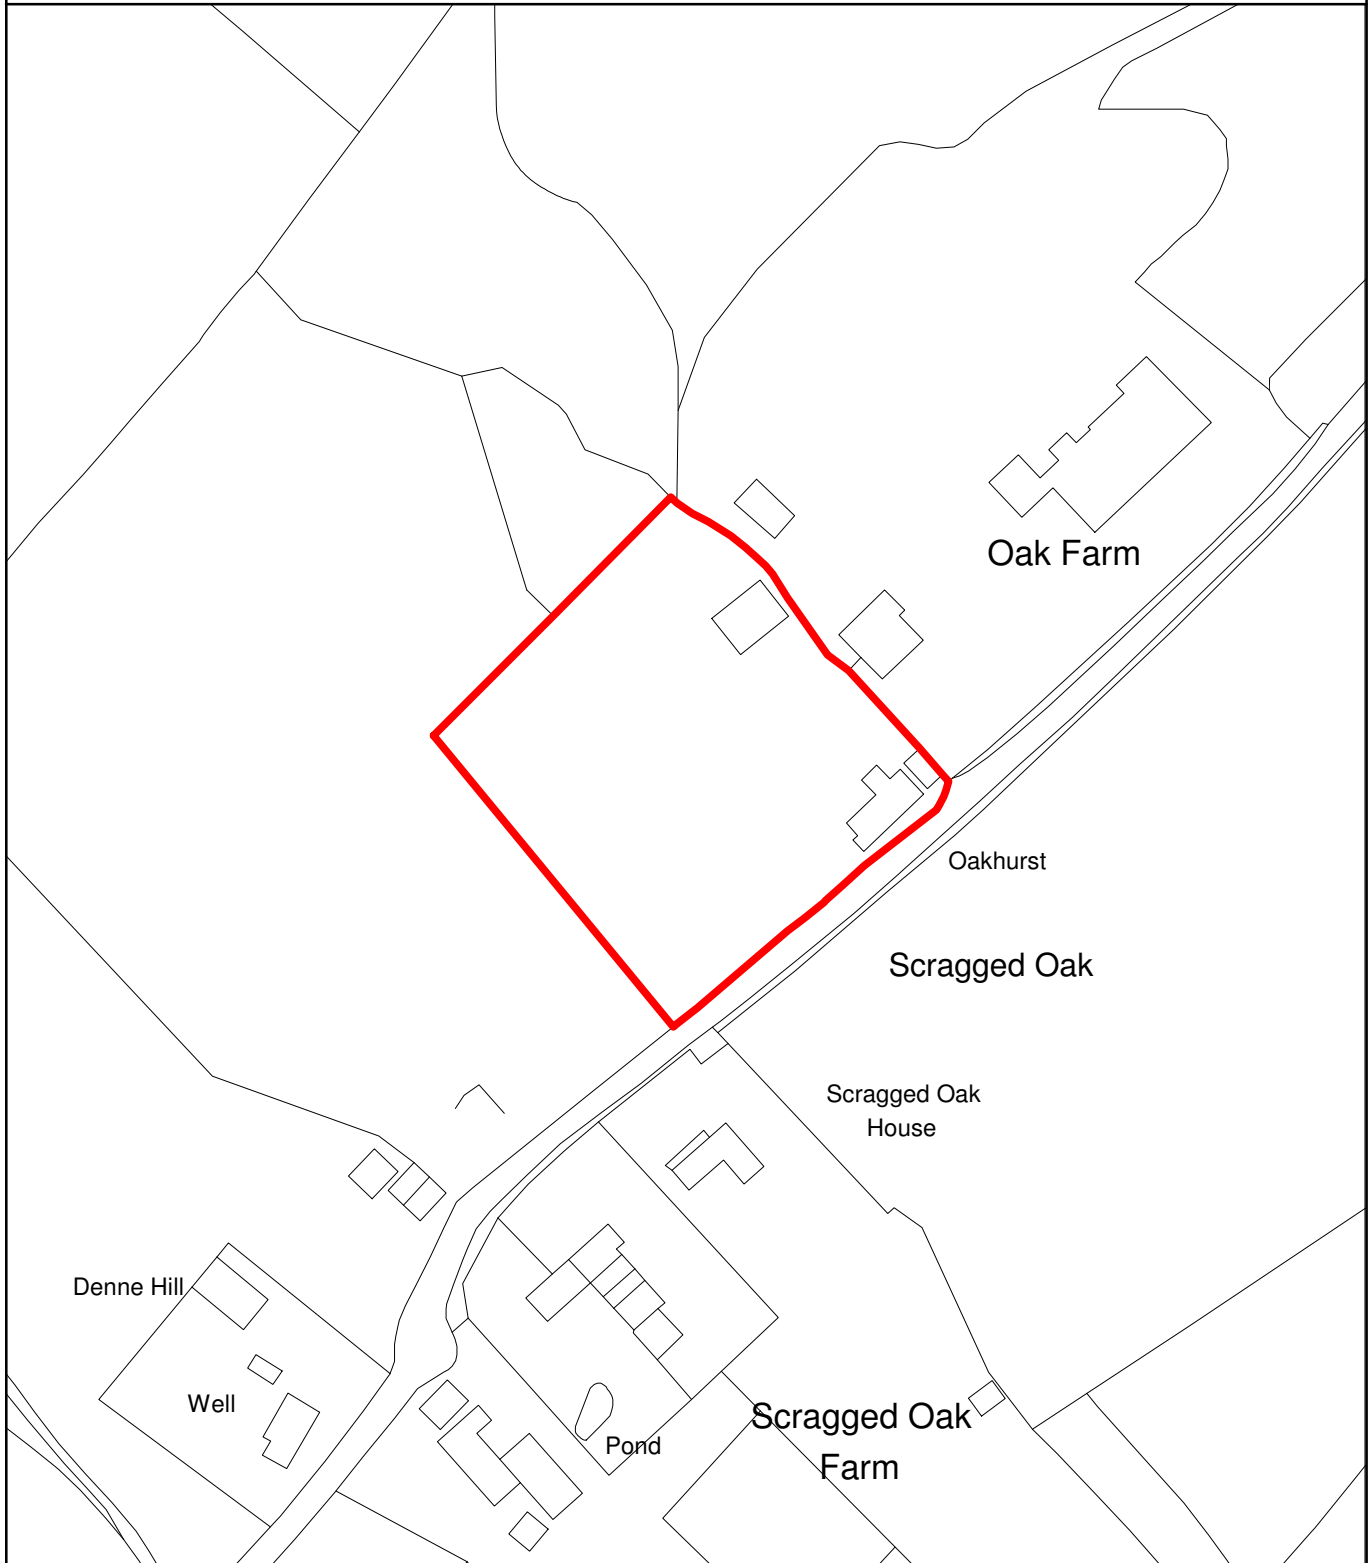 Oak Farm
Oakhurst
Scragged Oak
Scragged Oak
House
Denne Hill
Well
Scragged Oak
Farm
Pond